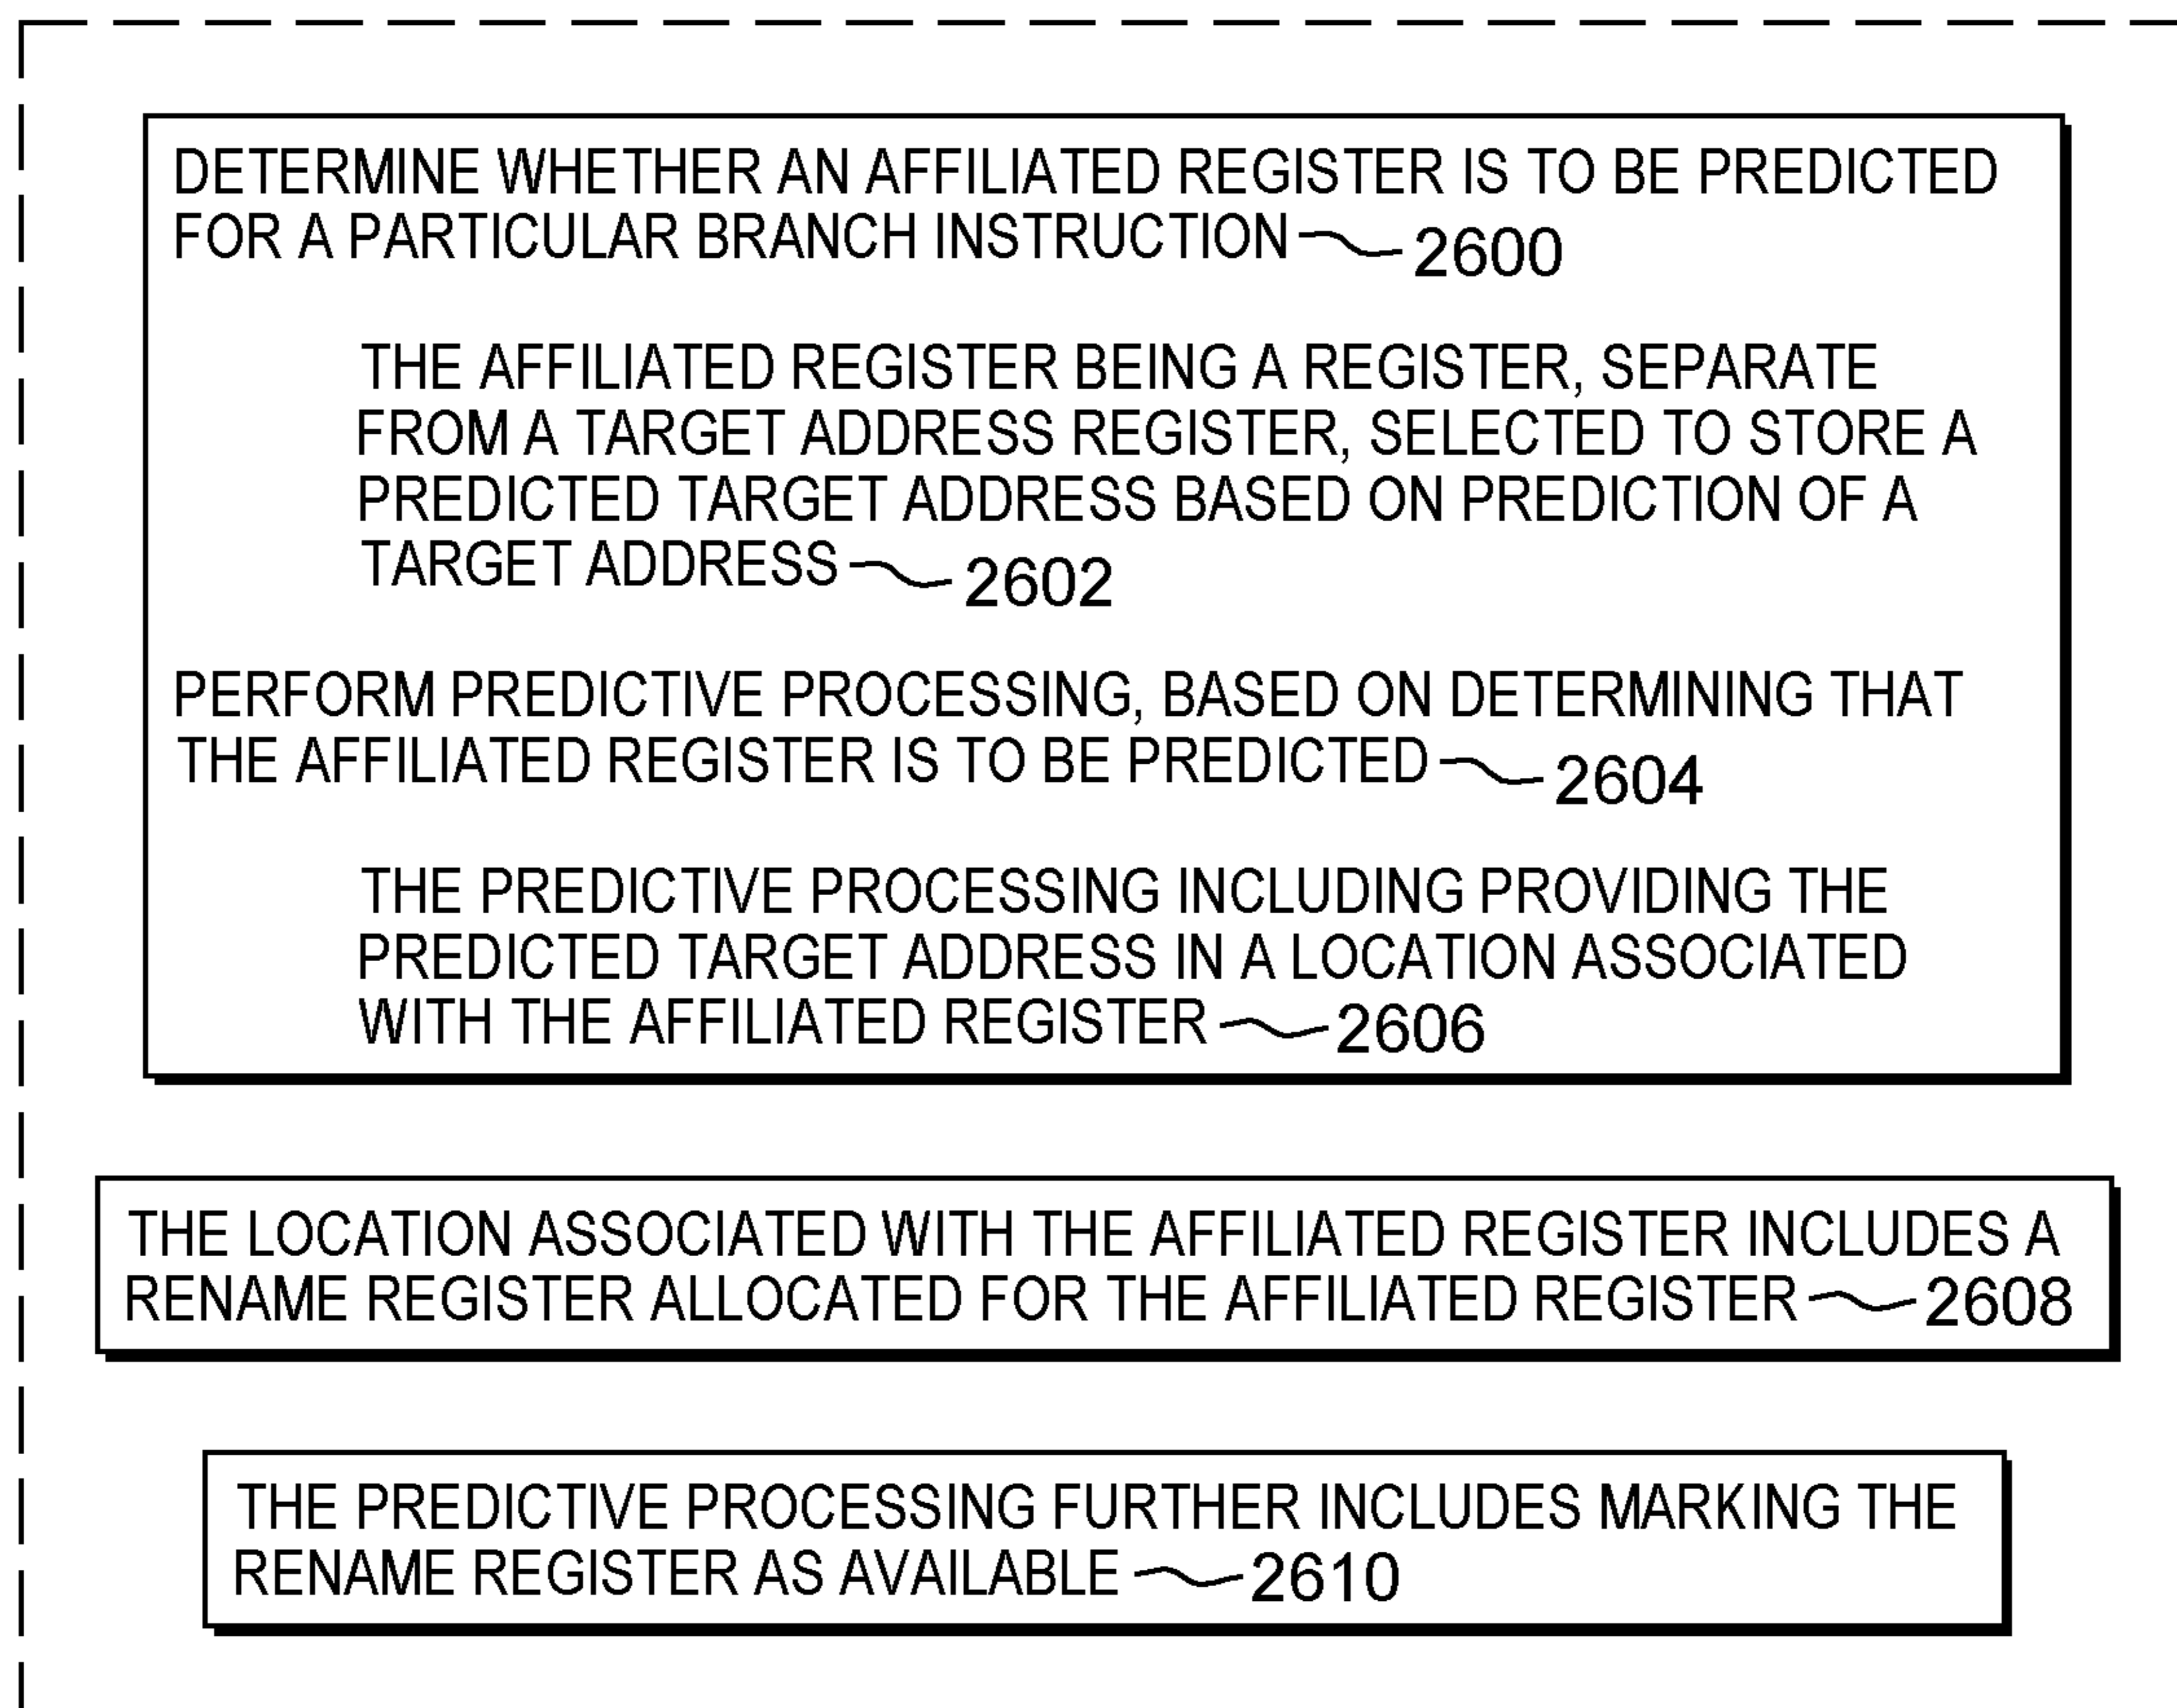 DETERMINE WHETHER AN AFFILIATED REGISTER IS TO BE PREDICTED
FOR A PARTICULAR BRANCH INSTRUCTION 2600
THE AFFILIATED REGISTER BEING A REGISTER, SEPARATE
FROM A TARGET ADDRESS REGISTER, SELECTED TO STORE A
PREDICTED TARGET ADDRESS BASED ON PREDICTION OF A
TARGET ADDRESS 2602
PERFORM PREDICTIVE PROCESSING, BASED ON DETERMINING THAT
THE AFFILIATED REGISTER IS TO BE PREDICTED 2604
THE PREDICTIVE PROCESSING INCLUDING PROVIDING THE
PREDICTED TARGET ADDRESS IN A LOCATION ASSOCIATED
WITH THE AFFILIATED REGISTER 2606
THE LOCATION ASSOCIATED WITH THE AFFILIATED REGISTER INCLUDES A
RENAME REGISTER ALLOCATED FOR THE AFFILIATED REGISTER 2608
THE PREDICTIVE PROCESSING FURTHER INCLUDES MARKING THE
RENAME REGISTER AS AVAILABLE 2610